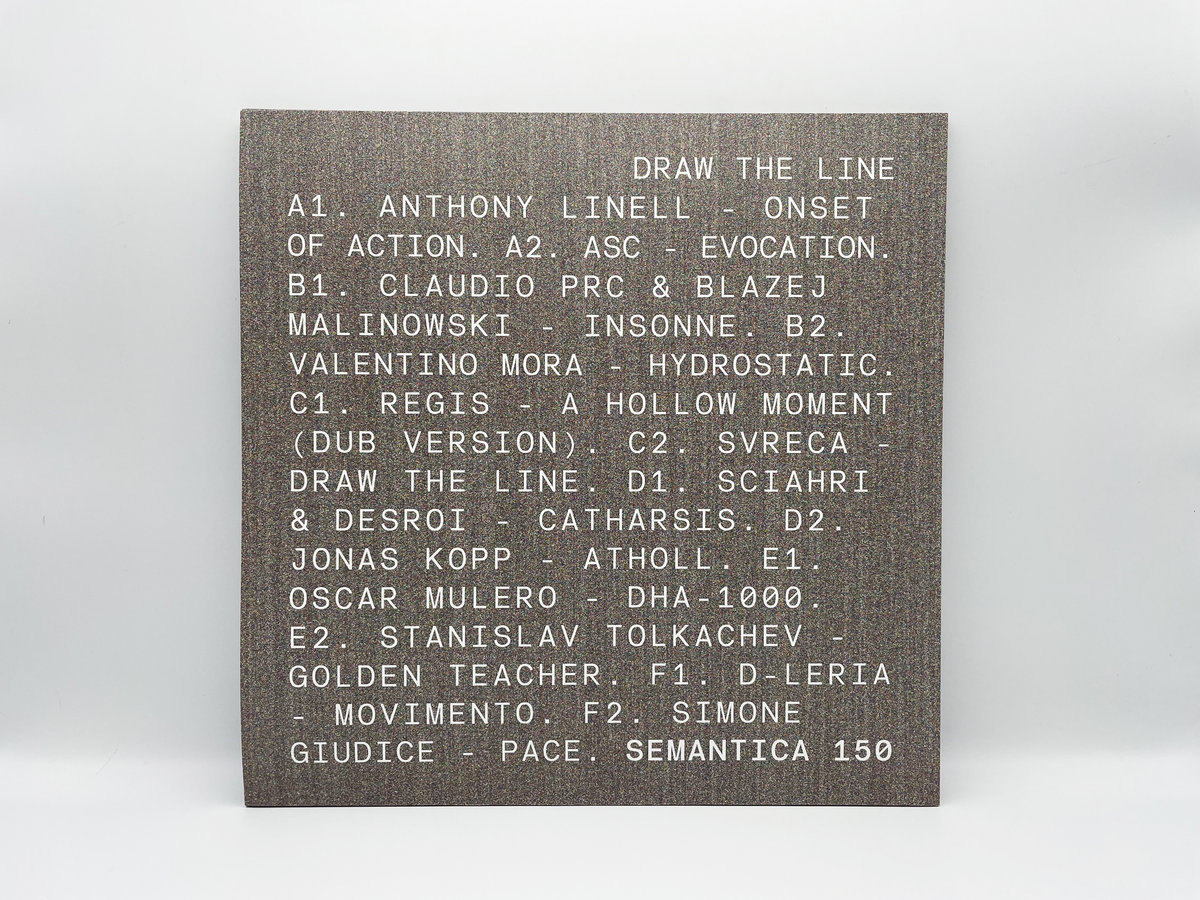 DRAW THE LINE
A1. ANTHONY LINELL - ONSET
OF ACTION. A2. ASC - EVOCATION.
B1. CLAUDIO PRC & BLAZEJ
MALINOWSKI - INSONNE. B2.
VALENTINO MORA - HYDROSTATIC.
C1. REGIS - A HOLLOW MOMENT
(DUB VERSION). C2. SVRECA -
DRAW THE LINE. D1. SCIAHRI
& DESROI - CATHARSIS. D2.
JONAS KOPP - ATHOLL. E1.
OSCAR MULERO - DHA-1000.
E2. STANISLAV TOLKACHEV -
GOLDEN TEACHER. F1. D-LERIA
- MOVIMENTO. F2. SIMONE
GIUDICE - PACE. SEMANTICA 150